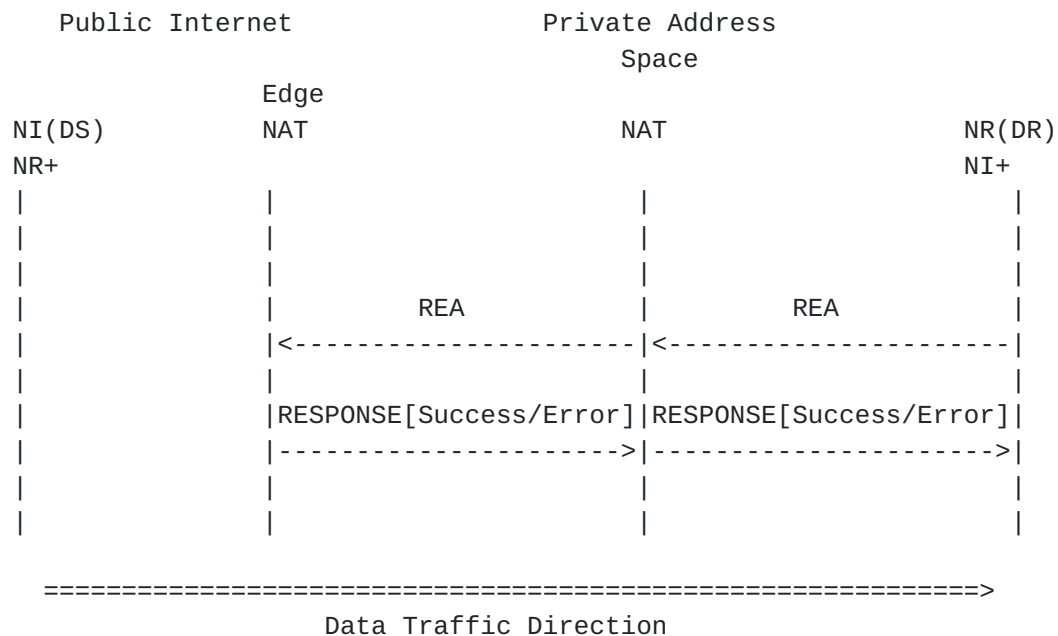 Public Internet                Private Address
Space
Edge
NI(DS)          NAT                    NAT                   NR(DR)
NR+                                                          NI+
REA                     REA
RESPONSE[Success/Error]|RESPONSE[Success/Error]
Data Traffic Direction